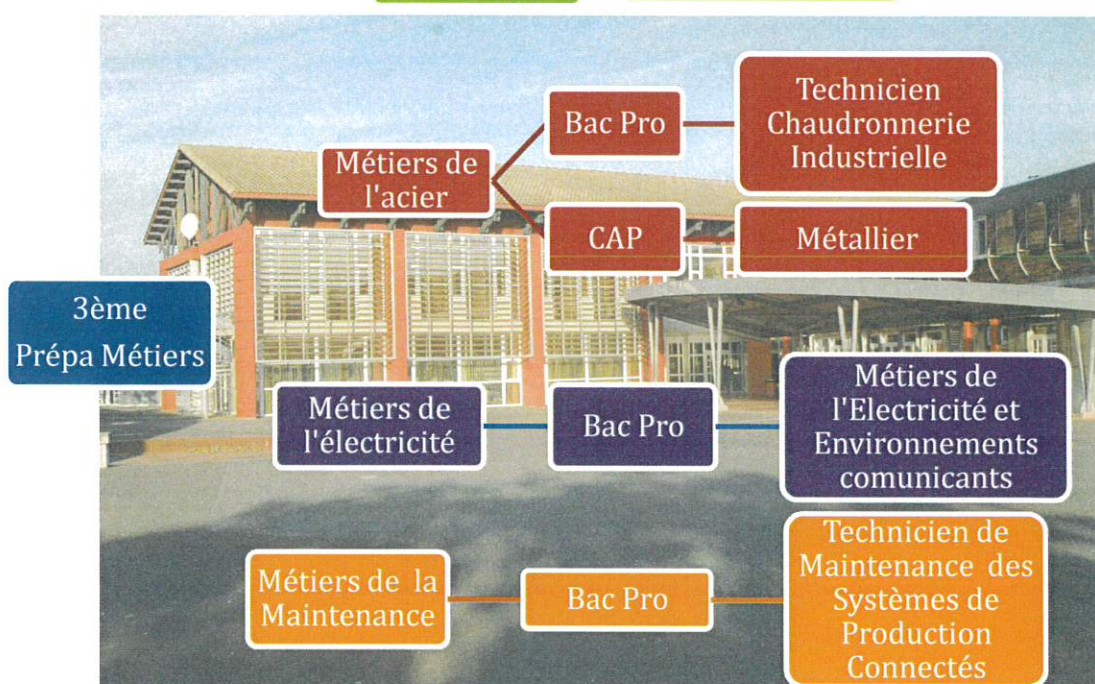 Bac Pro
Technicien
Chaudronnerie
Industrielle
Métiers de
l'acier
CAP
Métallier
3ème
Prépa Métiers
Métiers de
l'électricité
Bac Pro
Métiers de
l'Electricité et
Environnements
comunicants
Métiers de la
Maintenance
Bac Pro
Technicien de
Maintenance des
Systèmes de
Production
Connectés